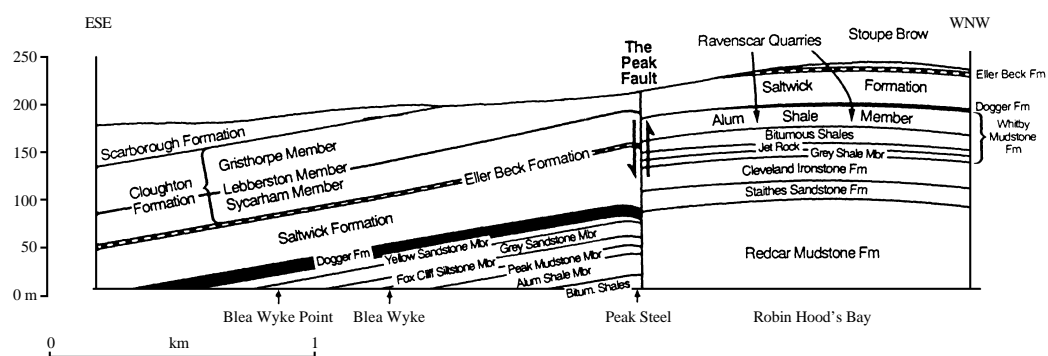 ESE
WNW
250
200
150
100
50
0 m
The
Peak
Fault
Ravenscar Quarries
Stoupe Brow
Eller Beck Fm
Saltwick Formation
Dogger Fm
Alum Shale Member
Whitby
Mudstone
Fm
Bitumous Shales
Jet Rock
Grey Shale Mbr
Cleveland Ironstone Fm
Staithes Sandstone Fm
Redcar Mudstone Fm
Scarborough Formation
Cloughton
Formation
Gristhorpe Member
Lebberston Member
Sycarham Member
Eller Beck Formation
Saltwick Formation
Dogger Fm
Yellow Sandstone Mbr
Grey Sandstone Mbr
Fox Cliff Siltstone Mbr
Peak Mudstone Mbr
Alum Shale Mbr
Bitum. Shales
Blea Wyke Point
Blea Wyke
Peak Steel
Robin Hood's Bay
0 km 1